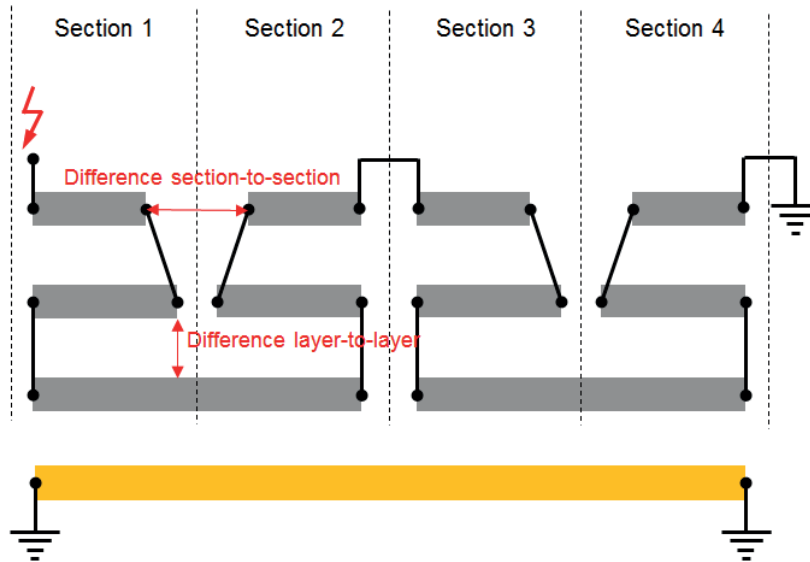 Section 1
Section 2
Section 3
Section 4
Difference section-to-section
Difference layer-to-layer